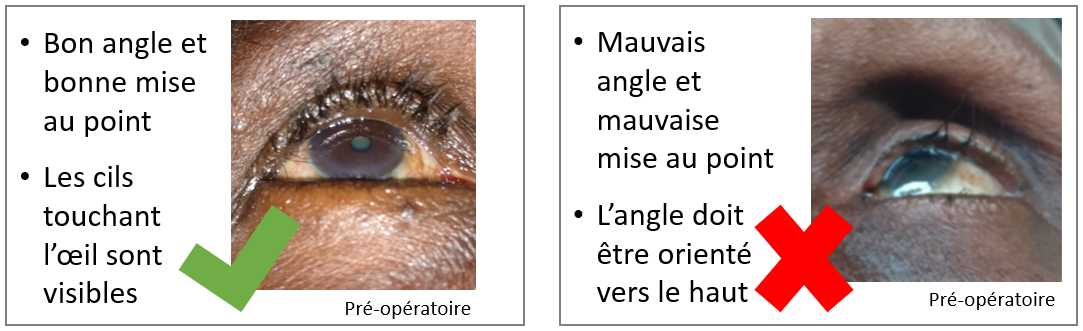 • Bon angle et
bonne mise
au point
• Les cils
touchant
l’œil sont
visibles
Pré-opératoire
• Mauvais
angle et
mauvaise
mise au point
• L’angle doit
être orienté
vers le haut
Pré-opératoire